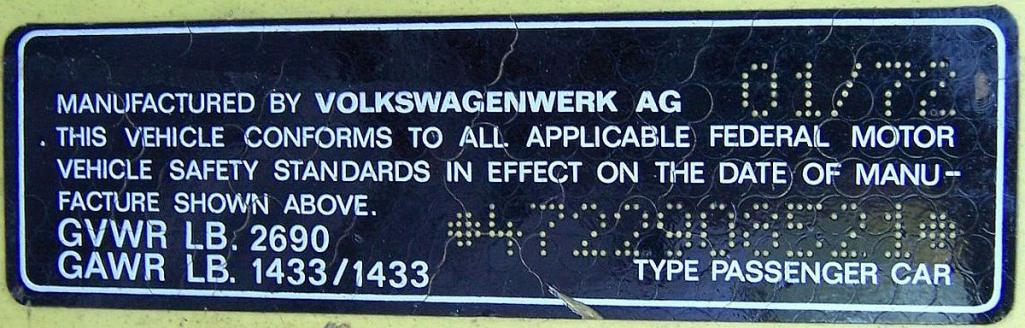 MANUFACTURED BY VOLKSWAGENWERK AG 01/72
THIS VEHICLE CONFORMS TO ALL APPLICABLE FEDERAL MOTOR
VEHICLE SAFETY STANDARDS IN EFFECT ON THE DATE OF MANU-
FACTURE SHOWN ABOVE.
GVWR LB. 2690
GAWR LB. 1433/1433
TYPE PASSENGER CAR